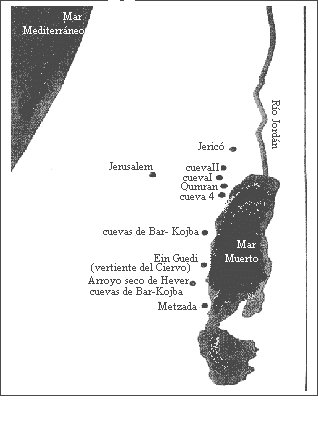 Mar
Mediterráneo
Río Jordán
Jericó
Jerusalem
cuevaII
cuevaI
Qumran
cueva 4
cuevas de Bar- Kojba
Mar
Muerto
Ein Guedi
(vertiente del Ciervo)
Arroyo seco de Hever
cuevas de Bar-Kojba
Metzada